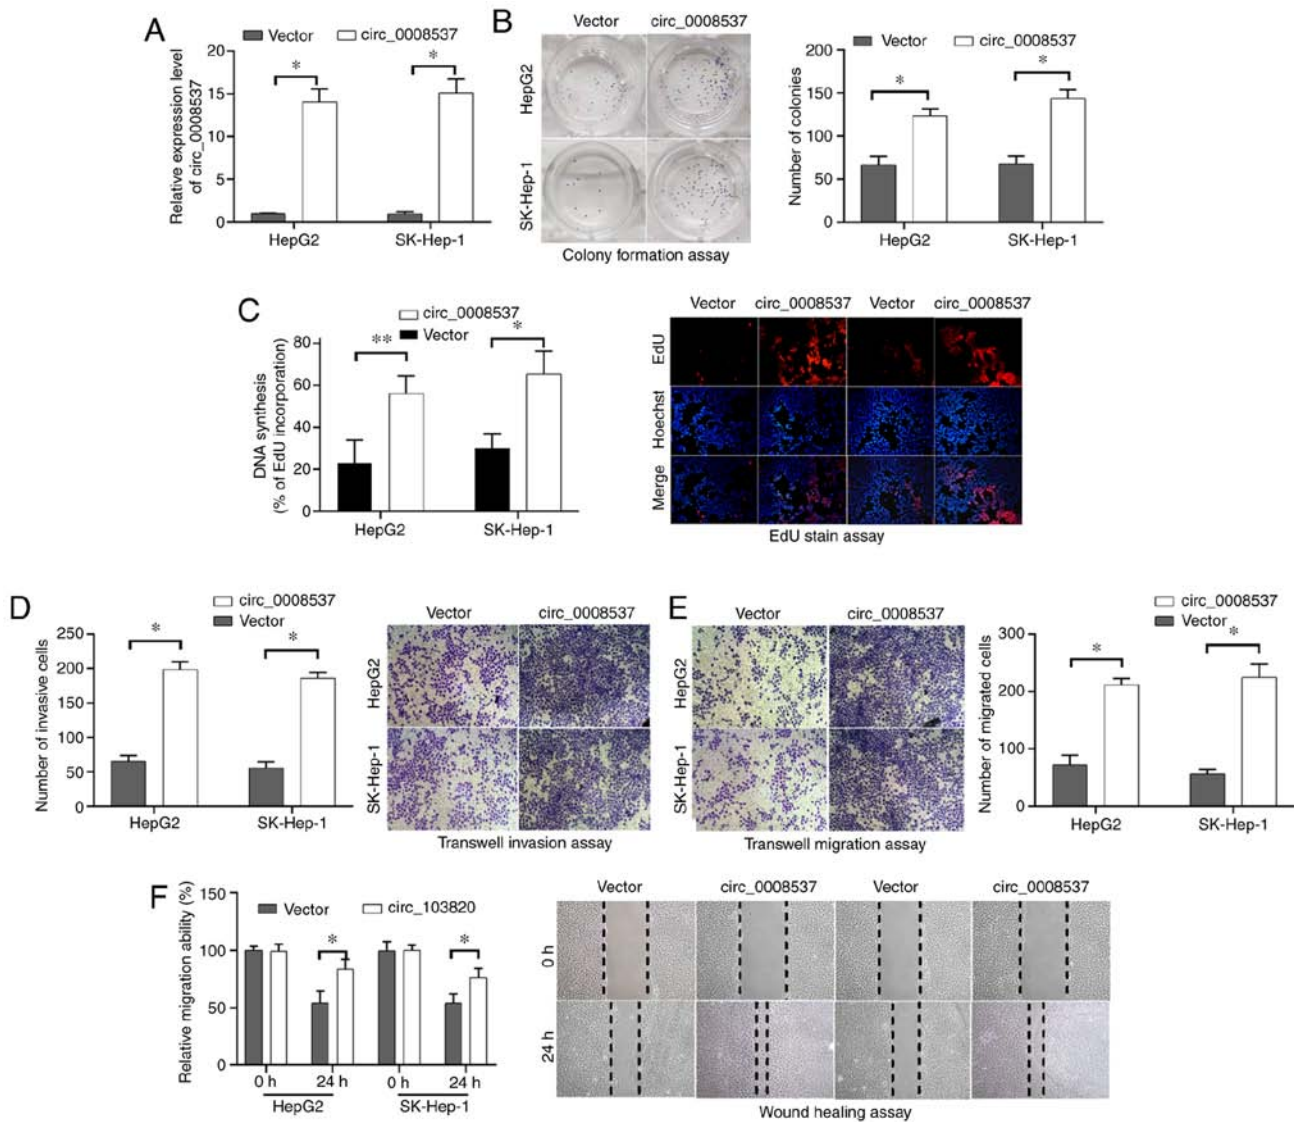 A
Vector circ_0008537
Relative expression level
of circ_0008537
20
15
10
5
0
*
*
HepG2 SK-Hep-1
B
Vector circ_0008537
HepG2
SK-Hep-1
Colony formation assay
Vector circ_0008537
Number of colonies
200
150
100
50
0
*
*
HepG2 SK-Hep-1
C
circ_0008537
Vector
DNA synthesis
(% of EdU incorporation)
80
60
40
20
0
**
*
HepG2 SK-Hep-1
Vector circ_0008537 Vector circ_0008537
EdU
Hoechst
Merge
EdU stain assay
D
circ_0008537
Vector
Number of invasive cells
250
200
150
100
50
0
*
*
HepG2 SK-Hep-1
Vector circ_0008537
HepG2
SK-Hep-1
Transwell invasion assay
E
Vector circ_0008537
HepG2
SK-Hep-1
Transwell migration assay
circ_0008537
Vector
Number of migrated cells
300
200
100
0
*
*
HepG2 SK-Hep-1
F
Vector circ_103820
Relative migration ability (%)
150
100
50
0
*
*
0 h 24 h 0 h 24 h
HepG2 SK-Hep-1
Vector circ_0008537 Vector circ_0008537
0 h
24 h
Wound healing assay